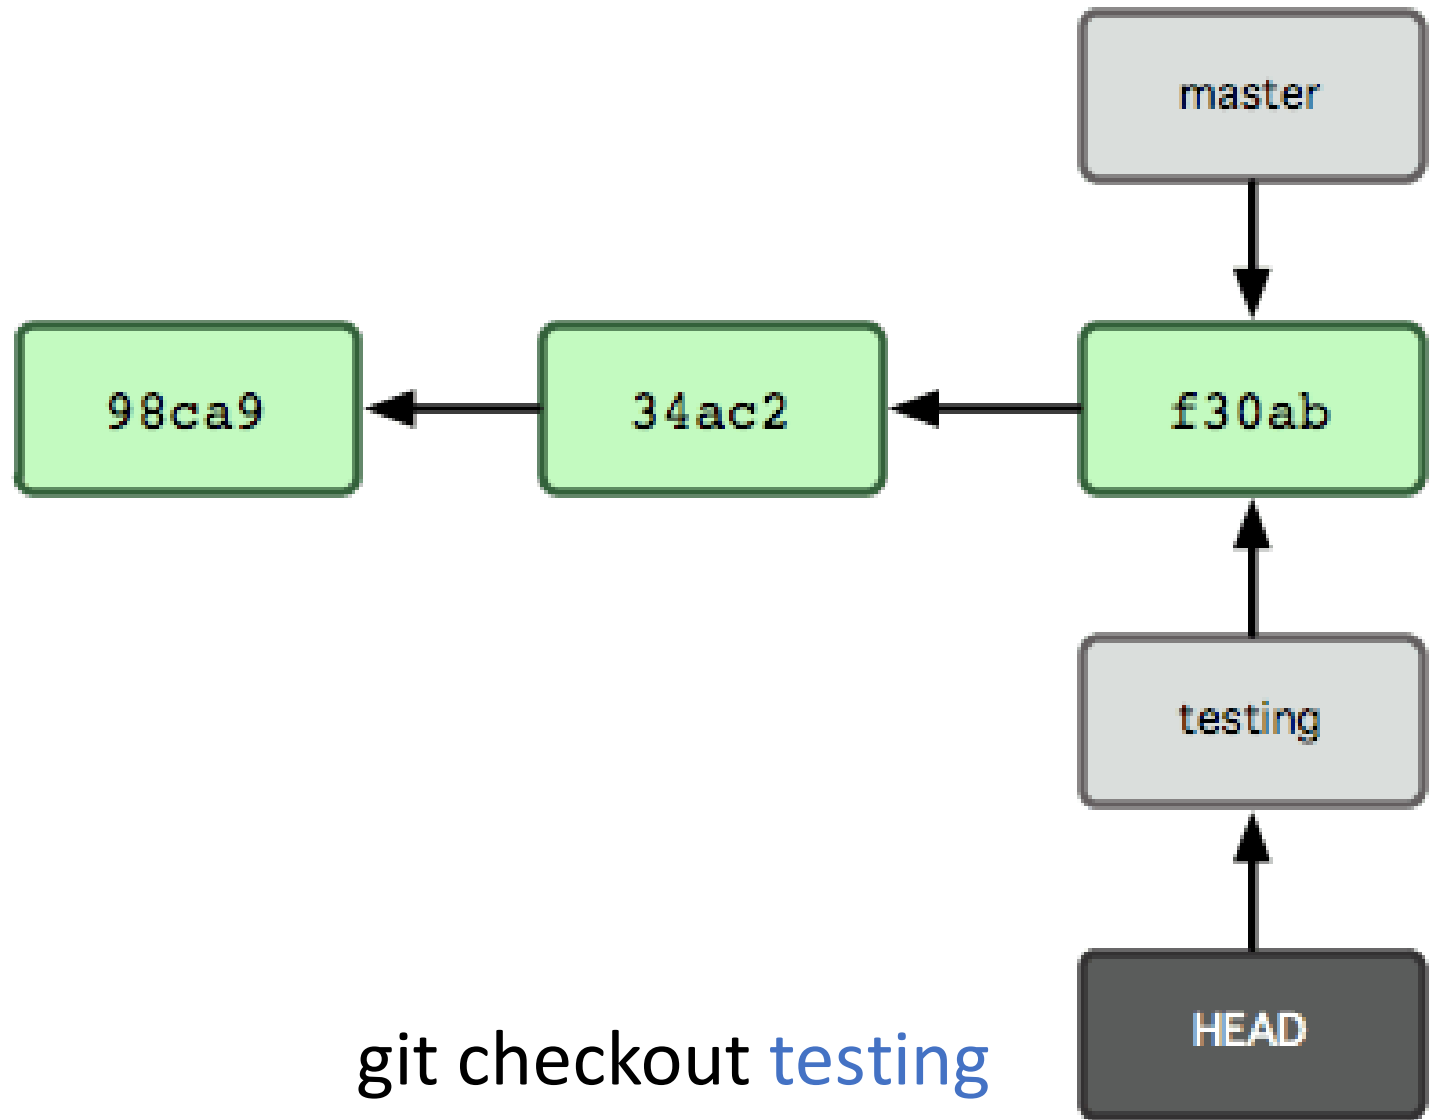 master
98ca9
34ac2
f30ab
testing
HEAD
git checkout testing